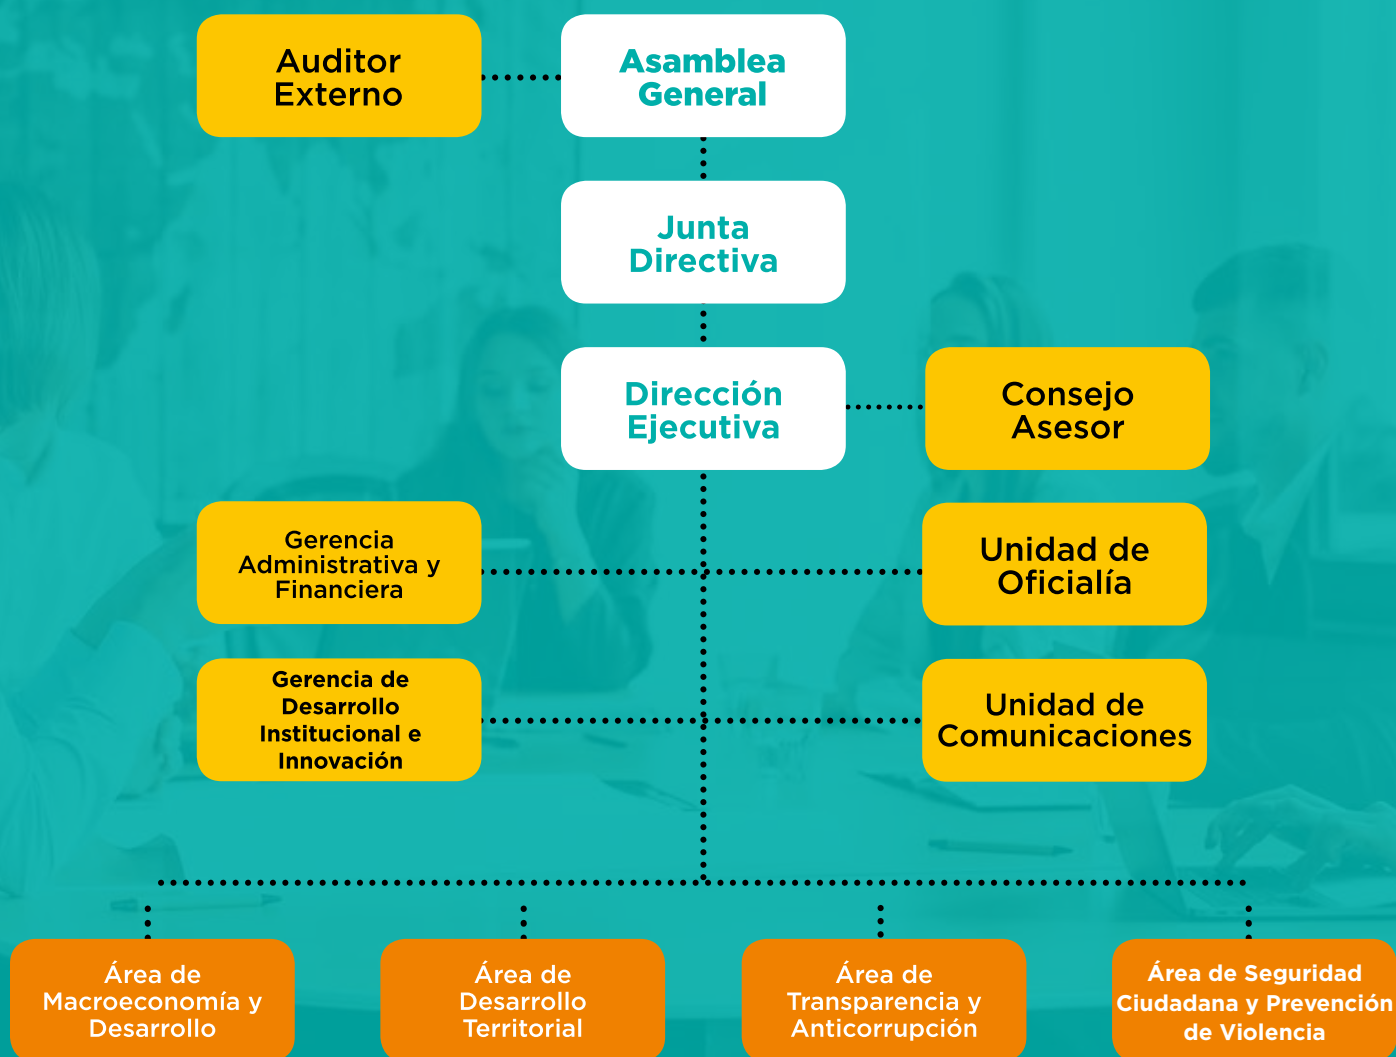 Auditor
Externo
Asamblea
General
Junta
Directiva
Dirección
Ejecutiva
Consejo
Asesor
Gerencia
Administrativa y
Financiera
Unidad de
Oficialía
Gerencia de
Desarrollo
Institucional e
Innovación
Unidad de
Comunicaciones
Área de
Macroeconomía y
Desarrollo
Área de
Desarrollo
Territorial
Área de
Transparencia y
Anticorrupción
Área de Seguridad
Ciudadana y Prevención
de Violencia